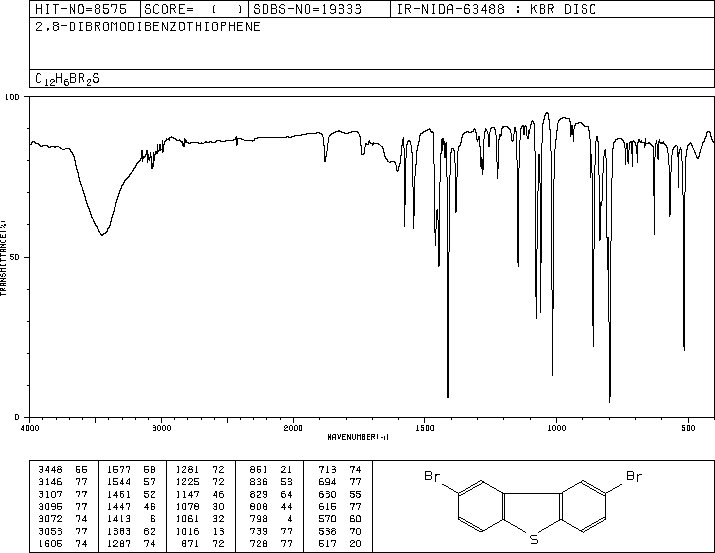 HIT-NO=8575 SCORE= ( ) SDBS-NO=19333 IR-NIDA-63488 : KBR DISC
2,8-DIBROMODIBENZOTHIOPHENE
C12H6BR2S
100
50
0
TRANSMITTANCE(%)
4000 3000 2000 1500 1000 500
WAVENUMBER(-1)
3448 55 1577 58 1281 72 861 21 713 74
3146 77 1544 57 1225 72 836 53 694 77
3107 77 1461 52 1147 46 829 64 630 55
3095 77 1447 46 1078 30 808 44 615 77
3072 74 1413 6 1061 32 798 4 570 60
3053 77 1383 62 1016 13 739 77 538 70
1605 74 1287 74 871 72 728 77 517 20
Br Br
S